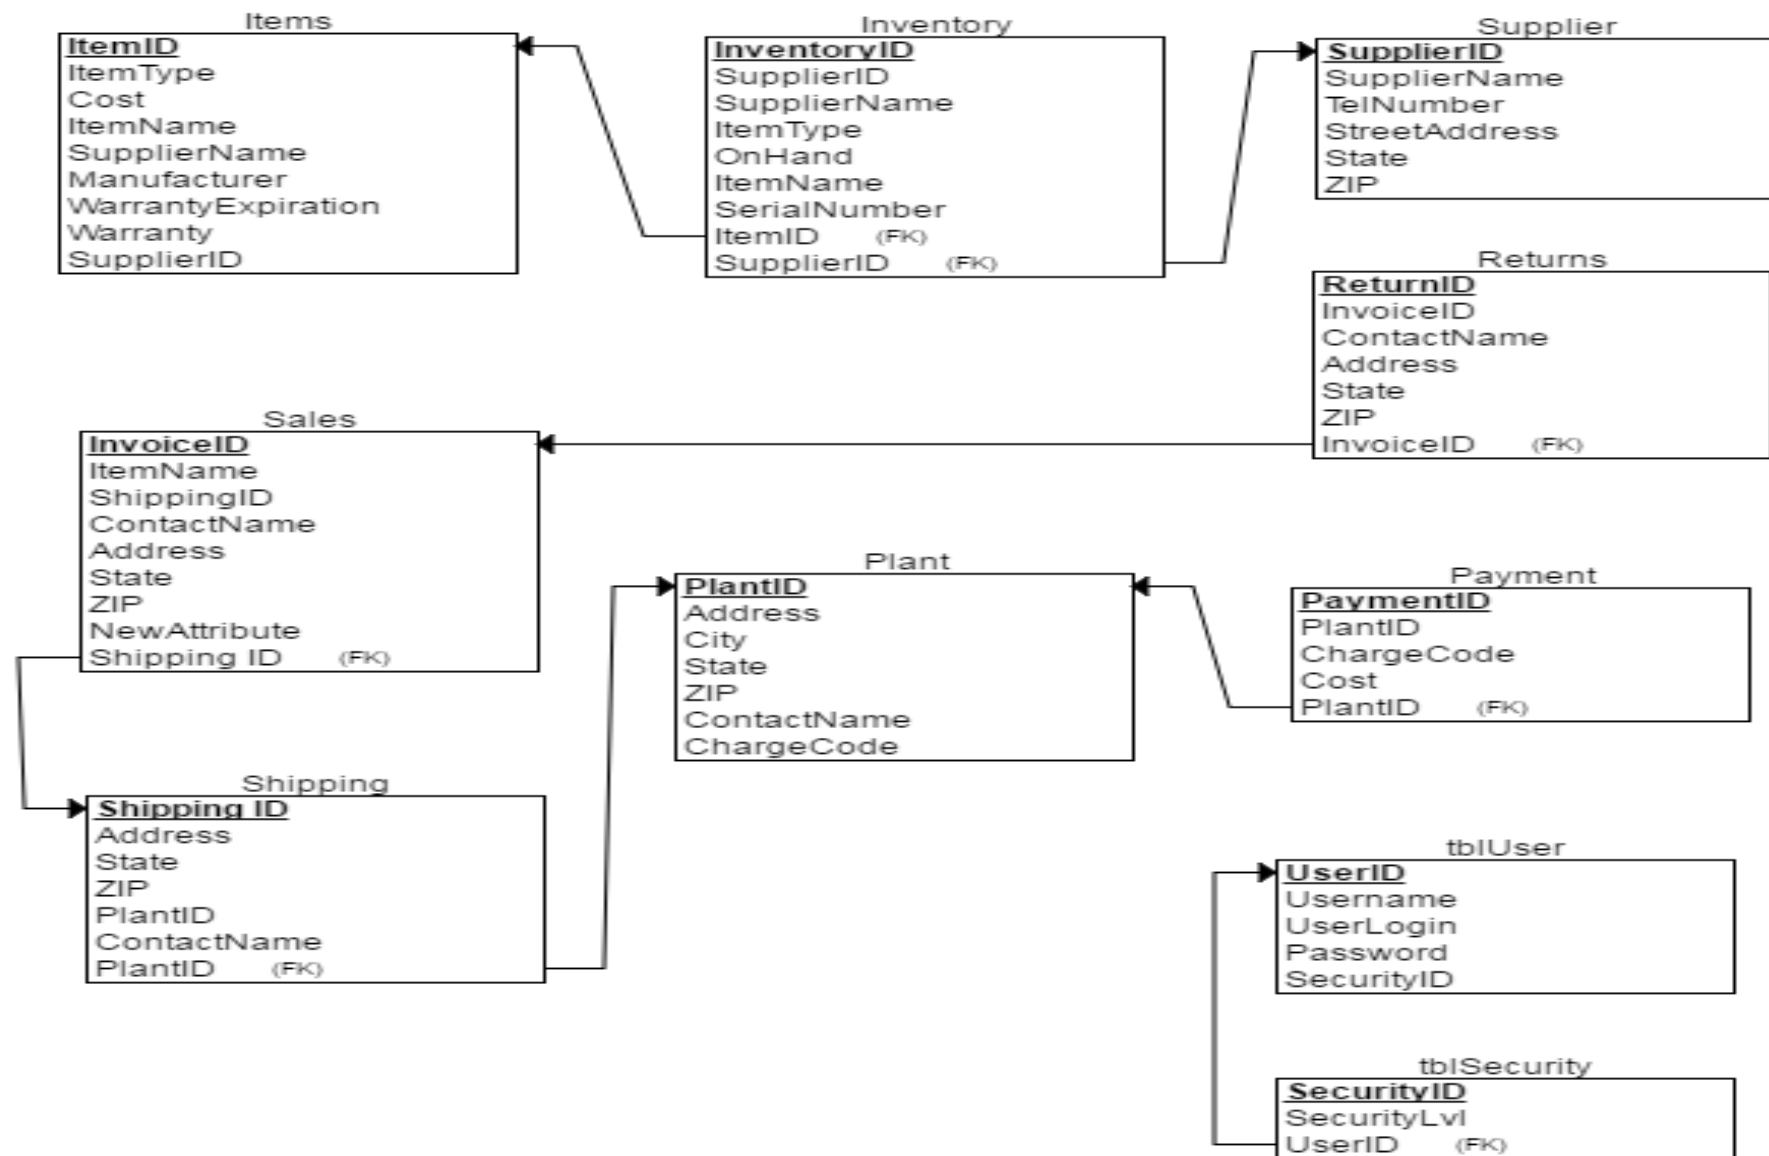 Items
ItemID
ItemType
Cost
ItemName
SupplierName
Manufacturer
WarrantyExpiration
Warranty
SupplierID
Inventory
InventoryID
SupplierID
SupplierName
ItemType
OnHand
ItemName
SerialNumber
ItemID (FK)
SupplierID (FK)
Supplier
SupplierID
SupplierName
TelNumber
StreetAddress
State
ZIP
Returns
ReturnID
InvoiceID
ContactName
Address
State
ZIP
InvoiceID (FK)
Sales
InvoiceID
ItemName
ShippingID
ContactName
Address
State
ZIP
NewAttribute
Shipping ID (FK)
Plant
PlantID
Address
City
State
ZIP
ContactName
ChargeCode
Payment
PaymentID
PlantID
ChargeCode
Cost
PlantID (FK)
Shipping
Shipping ID
Address
State
ZIP
PlantID
ContactName
PlantID (FK)
tblUser
UserID
Username
UserLogin
Password
SecurityID
tblSecurity
SecurityID
SecurityLvl
UserID (FK)